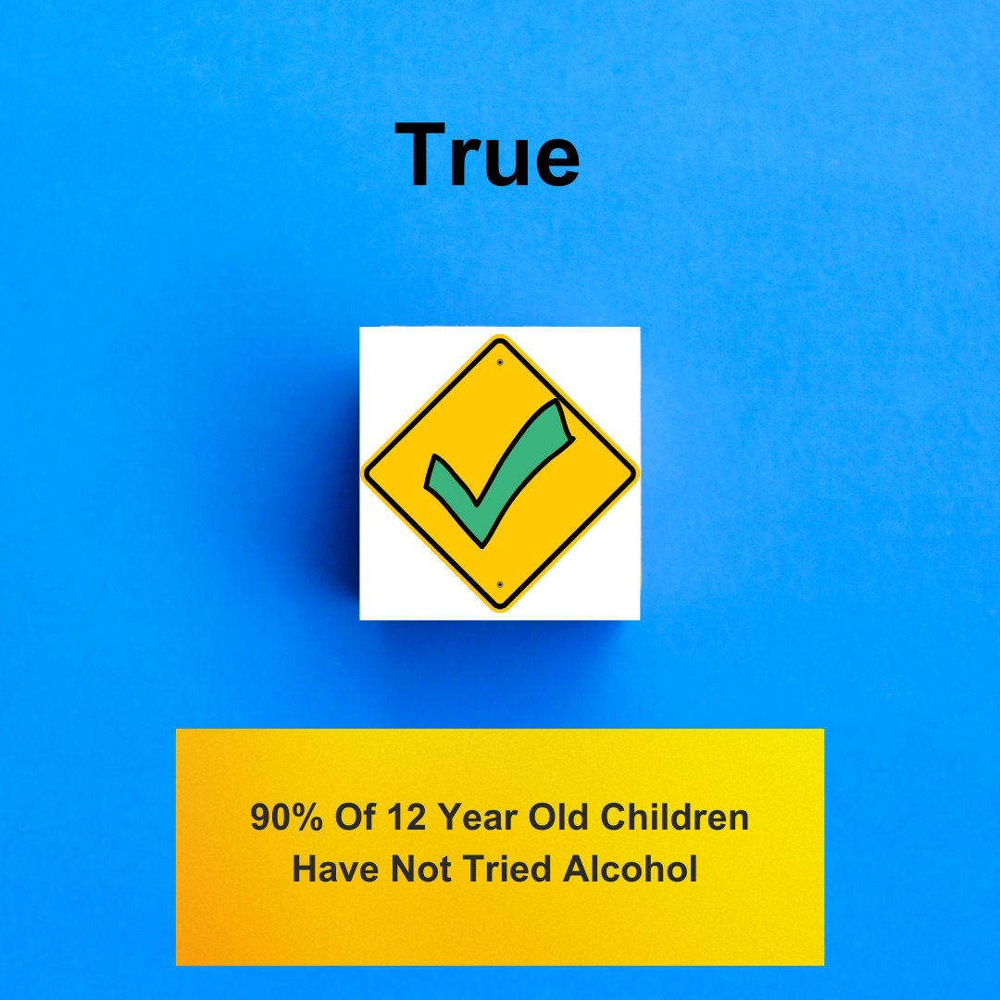 True
90% Of 12 Year Old Children
Have Not Tried Alcohol